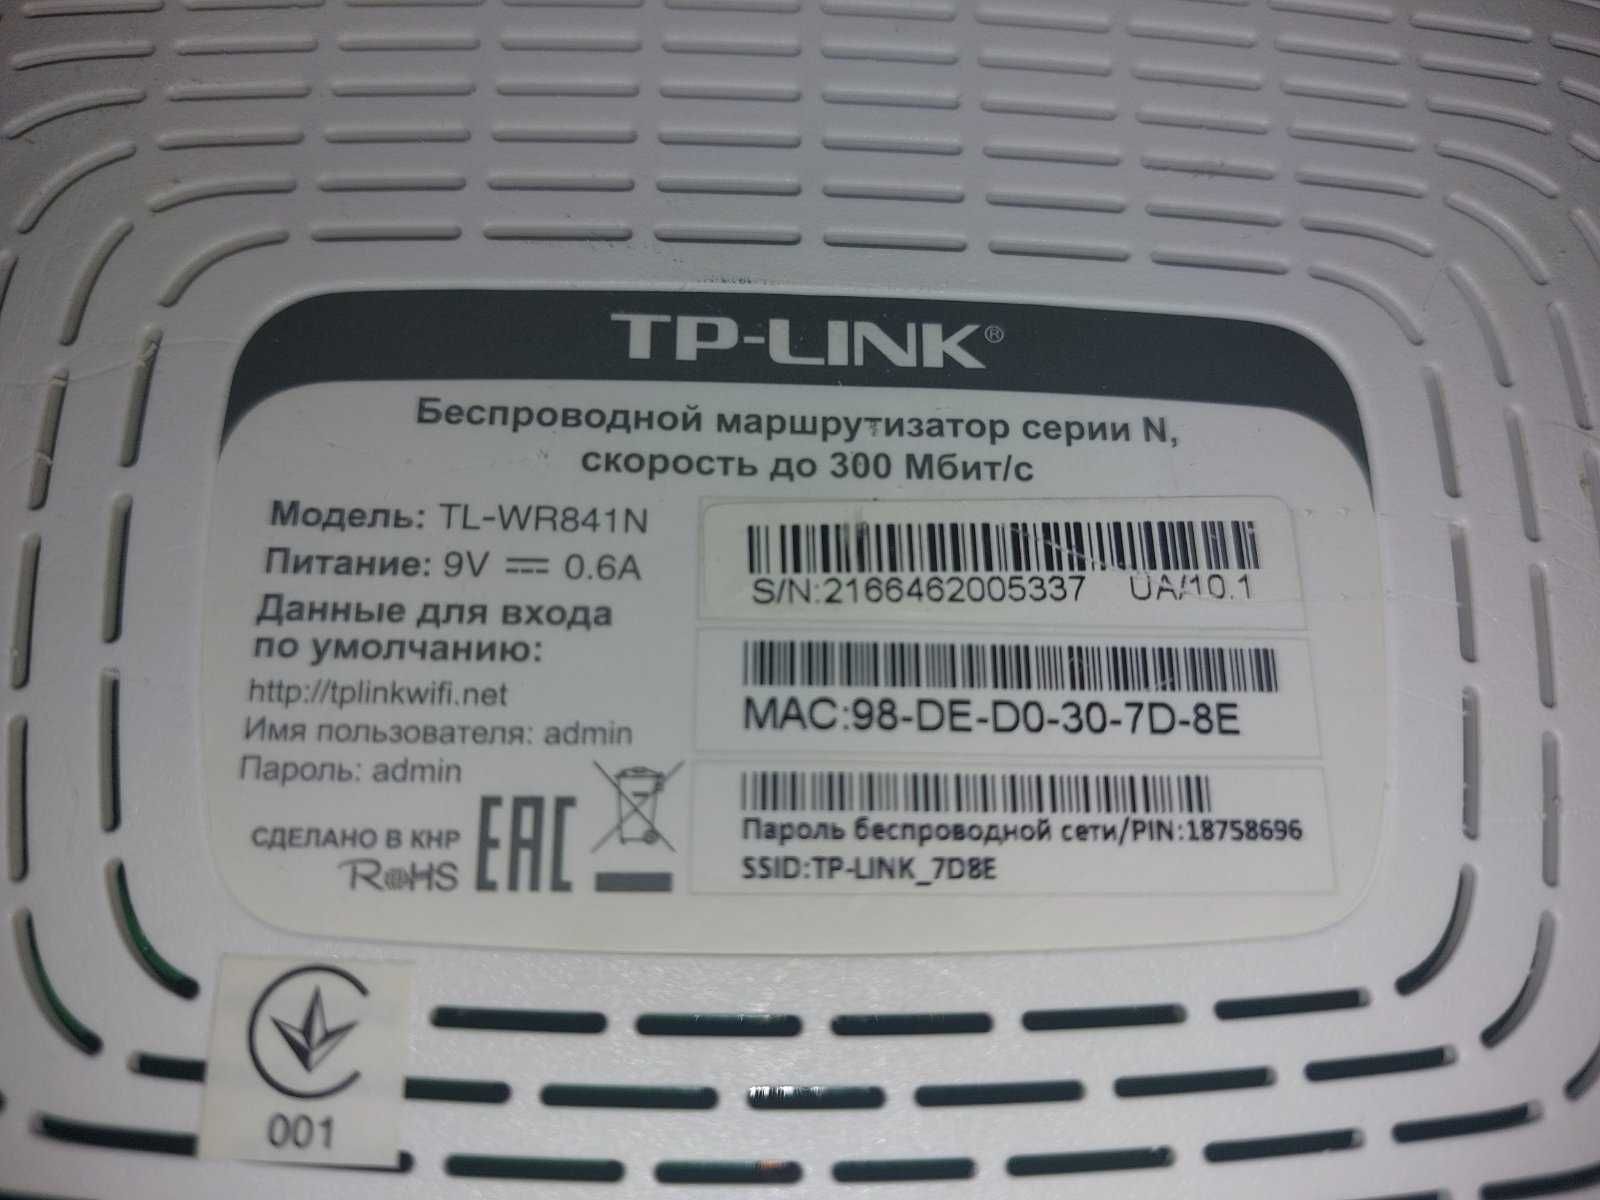 TP-LINK®
Беспроводной маршрутизатор серии N,
скорость до 300 Мбит/с
Модель: TL-WR841N
Питание: 9V ⎓ 0.6A
Данные для входа
по умолчанию:
http://tplinkwifi.net
Имя пользователя: admin
Пароль: admin
СДЕЛАНО В КНР
RoHS
EAC
S/N:2166462005337 UA/10.1
MAC:98-DE-D0-30-7D-8E
Пароль беспроводной сети/PIN:18758696
SSID:TP-LINK_7D8E
001